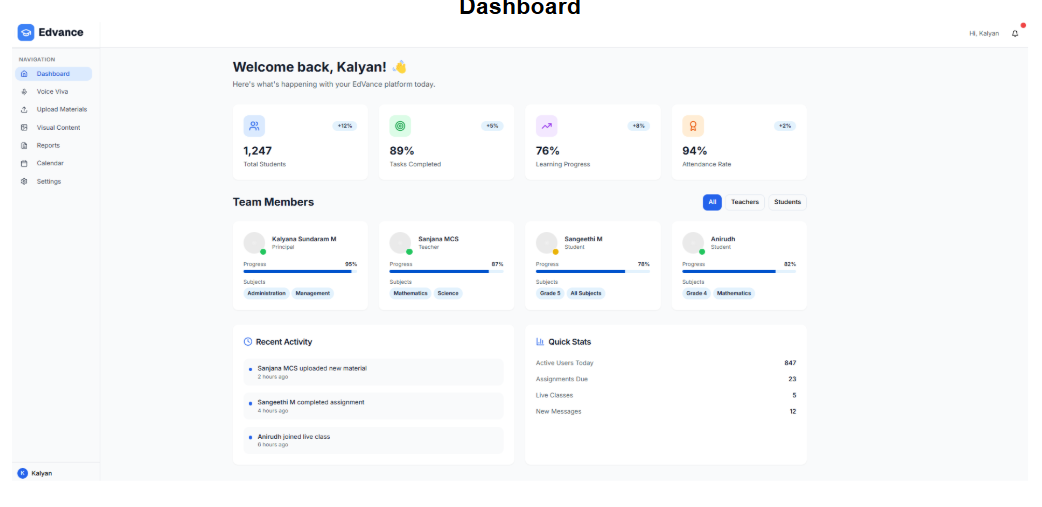 Dashboard
Edvance
Hi, Kalyan
NAVIGATION
Dashboard
Voice Viva
Upload Materials
Visual Content
Reports
Calendar
Settings
Welcome back, Kalyan! 👋
Here's what's happening with your EdVance platform today.
+12%
1,247
Total Students
+5%
89%
Tasks Completed
+8%
76%
Learning Progress
+2%
94%
Attendance Rate
Team Members
All Teachers Students
Kalyana Sundaram M
Principal
Progress 95%
Subjects
Administration Management
Sanjana MCS
Teacher
Progress 87%
Subjects
Mathematics Science
Sangeethi M
Student
Progress 78%
Subjects
Grade 5 All Subjects
Anirudh
Student
Progress 82%
Subjects
Grade 4 Mathematics
Recent Activity
Sanjana MCS uploaded new material
2 hours ago
Sangeethi M completed assignment
4 hours ago
Anirudh joined live class
6 hours ago
Quick Stats
Active Users Today 847
Assignments Due 23
Live Classes 5
New Messages 12
K Kalyan